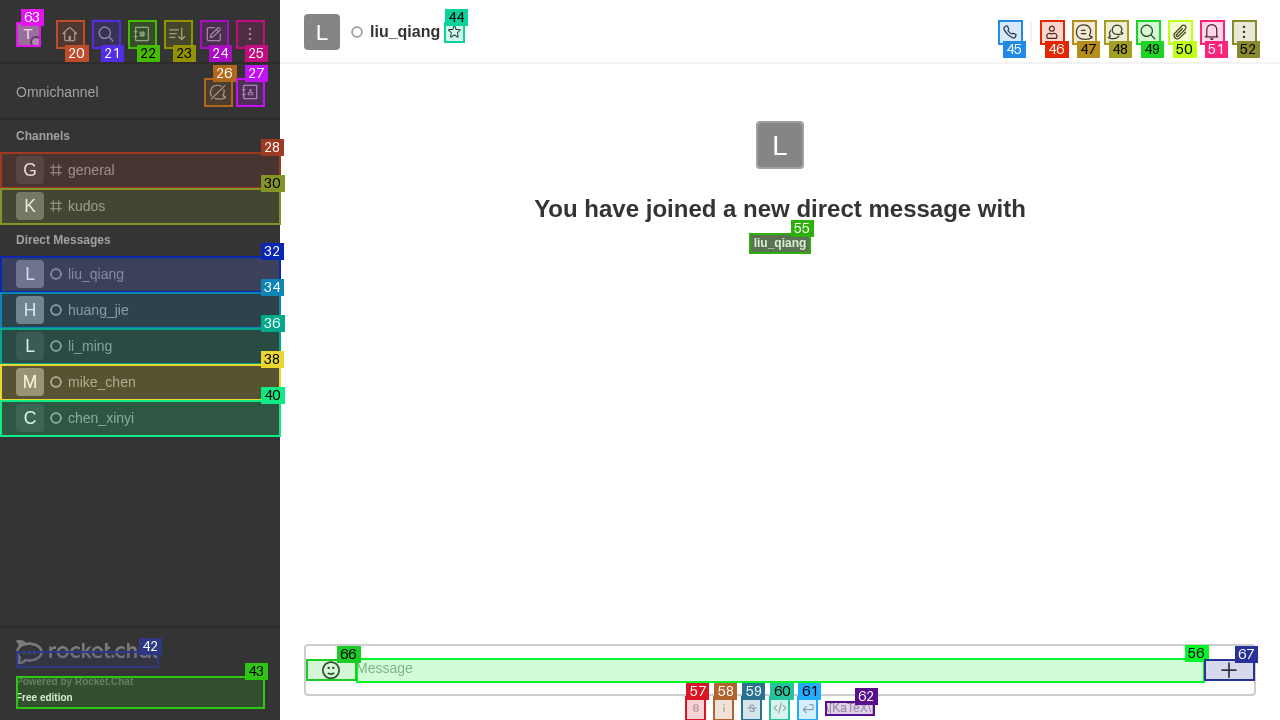 63
T
20
21
22
23
24
25
L
liu_qiang
44
45
46
47
48
49
50
51
52
Omnichannel
26
27
Channels
28
G
general
30
K
kudos
Direct Messages
32
L
liu_qiang
34
H
huang_jie
36
L
li_ming
38
M
mike_chen
40
C
chen_xinyi
L
You have joined a new direct message with
55
liu_qiang
rocket.cha
42
43
Powered by Rocket.Chat
Free edition
66
Message
56
67
57
58
59
60
61
62
B
i
S
KaTeX